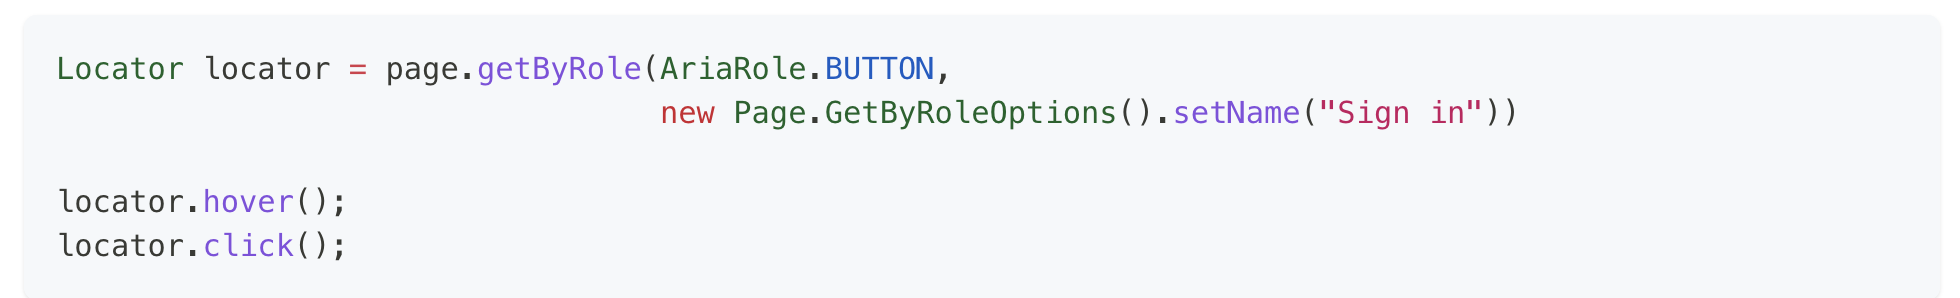 Locator locator = page.getByRole(AriaRole.BUTTON,
                                 new Page.GetByRoleOptions().setName("Sign in"))

locator.hover();
locator.click();